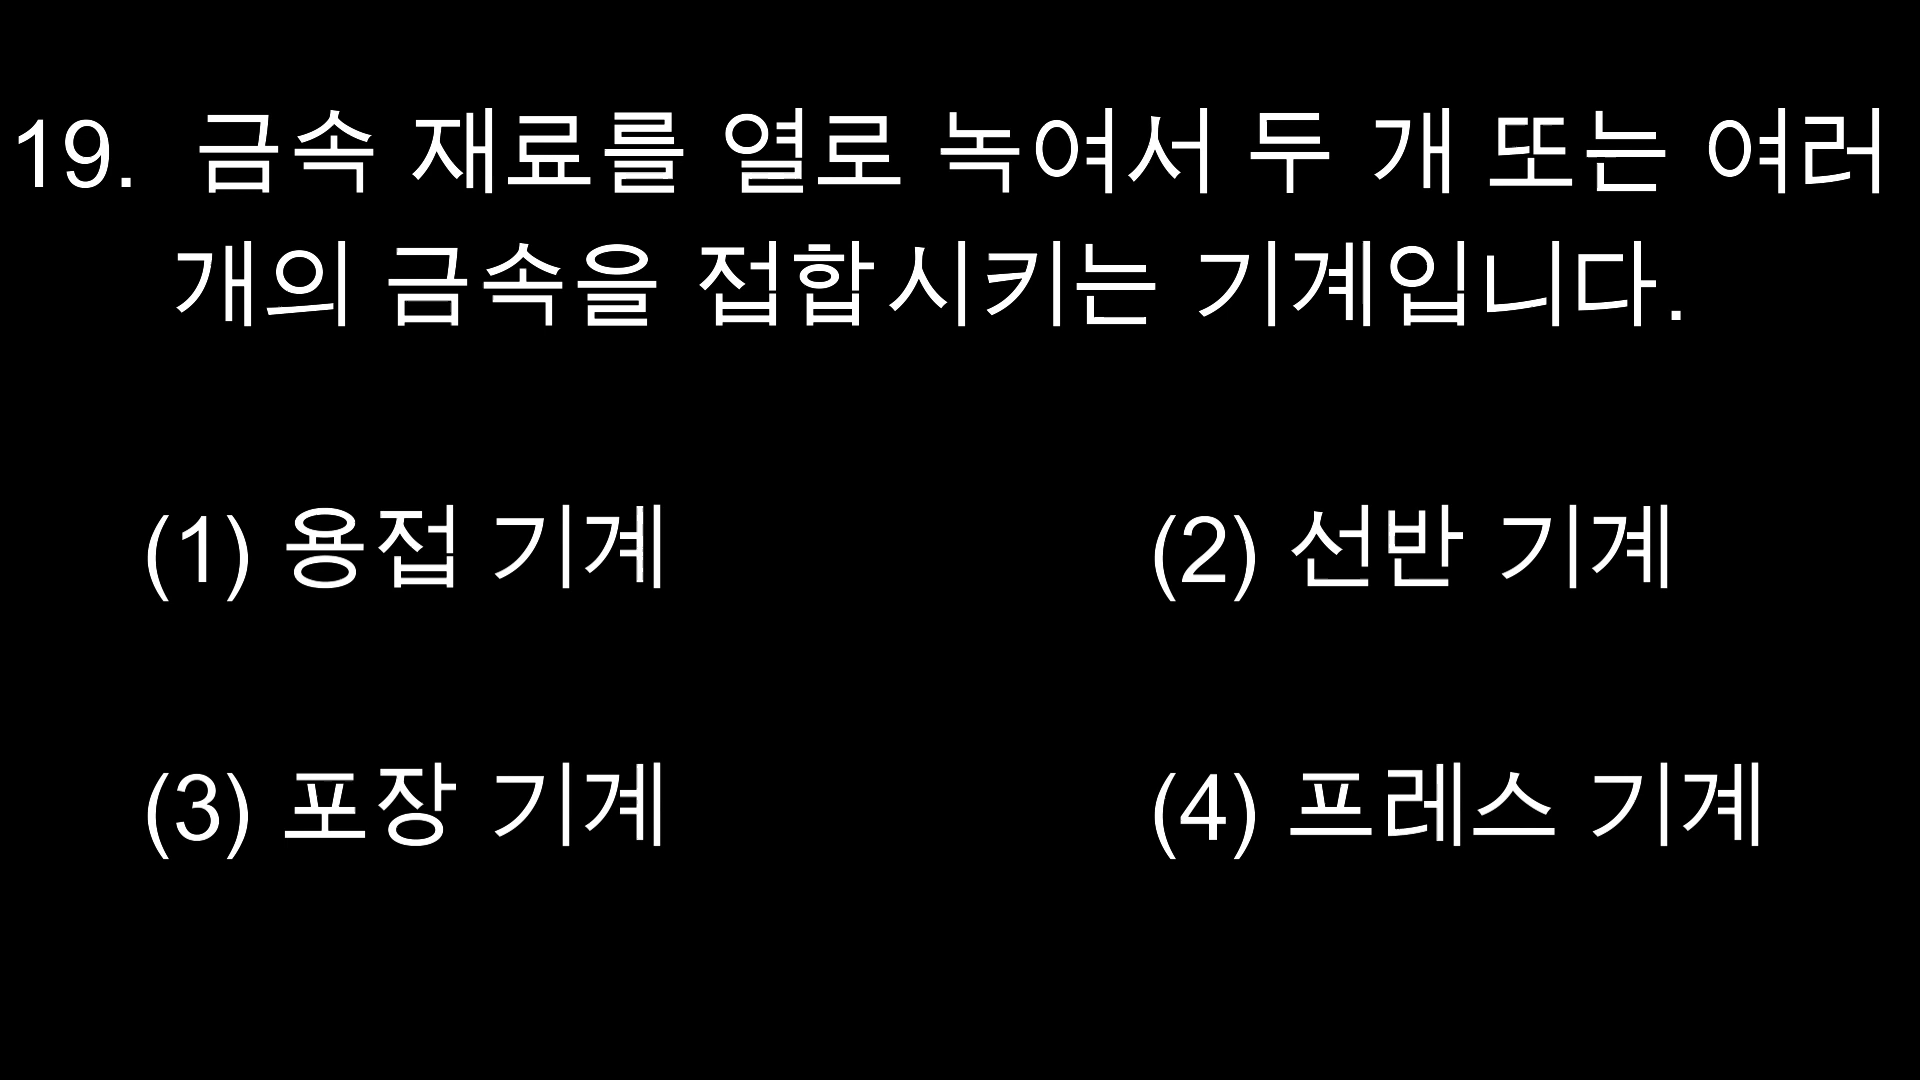 19. 금속 재료를 열로 녹여서 두 개 또는 여러
개의 금속을 접합시키는 기계입니다.
(1) 용접 기계 (2) 선반 기계
(3) 포장 기계 (4) 프레스 기계